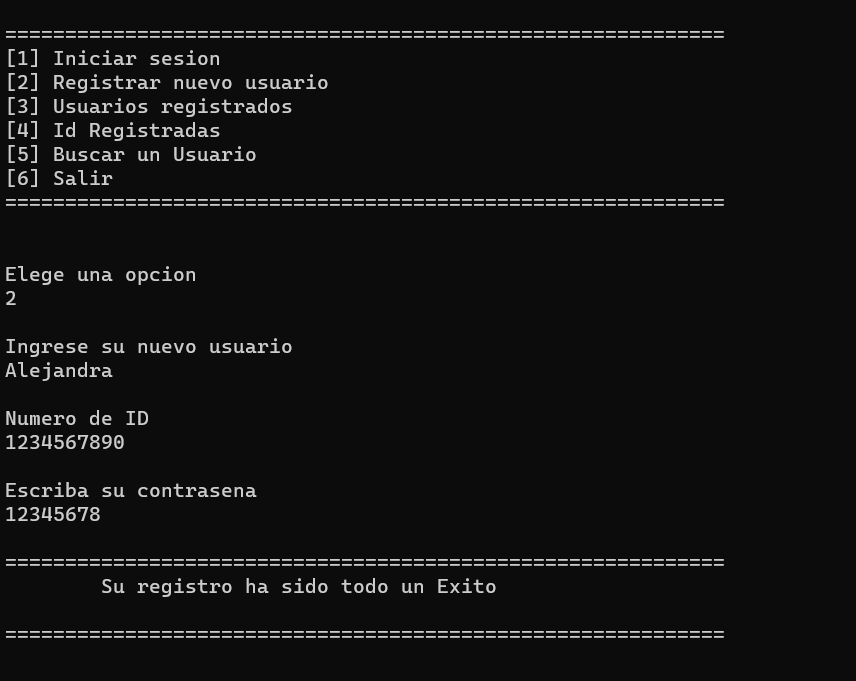 ============================================================
[1] Iniciar sesion
[2] Registrar nuevo usuario
[3] Usuarios registrados
[4] Id Registradas
[5] Buscar un Usuario
[6] Salir
============================================================
Elege una opcion
2
Ingrese su nuevo usuario
Alejandra
Numero de ID
1234567890
Escriba su contrasena
12345678
============================================================
Su registro ha sido todo un Exito
============================================================